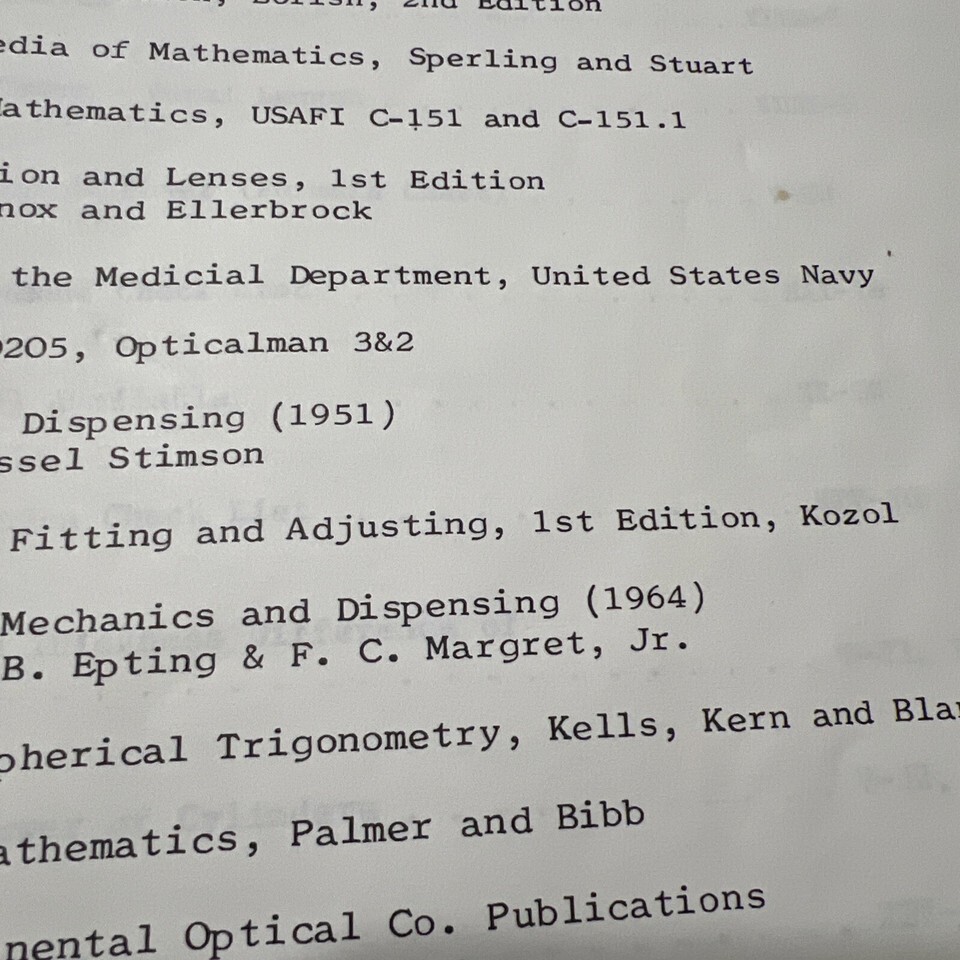 2nd Edition
edia of Mathematics, Sperling and Stuart
athematics, USAFI C-151 and C-151.1
ion and Lenses, 1st Edition
nox and Ellerbrock
the Medicial Department, United States Navy
205, Opticalman 3&2
Dispensing (1951)
ssel Stimson
Fitting and Adjusting, 1st Edition, Kozol
Mechanics and Dispensing (1964)
B. Epting & F. C. Margret, Jr.
pherical Trigonometry, Kells, Kern and Bla
athematics, Palmer and Bibb
nental Optical Co. Publications